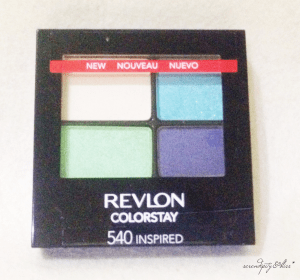 NEW NOUVEAU NUEVO
REVLON
COLORSTAY
540 INSPIRED